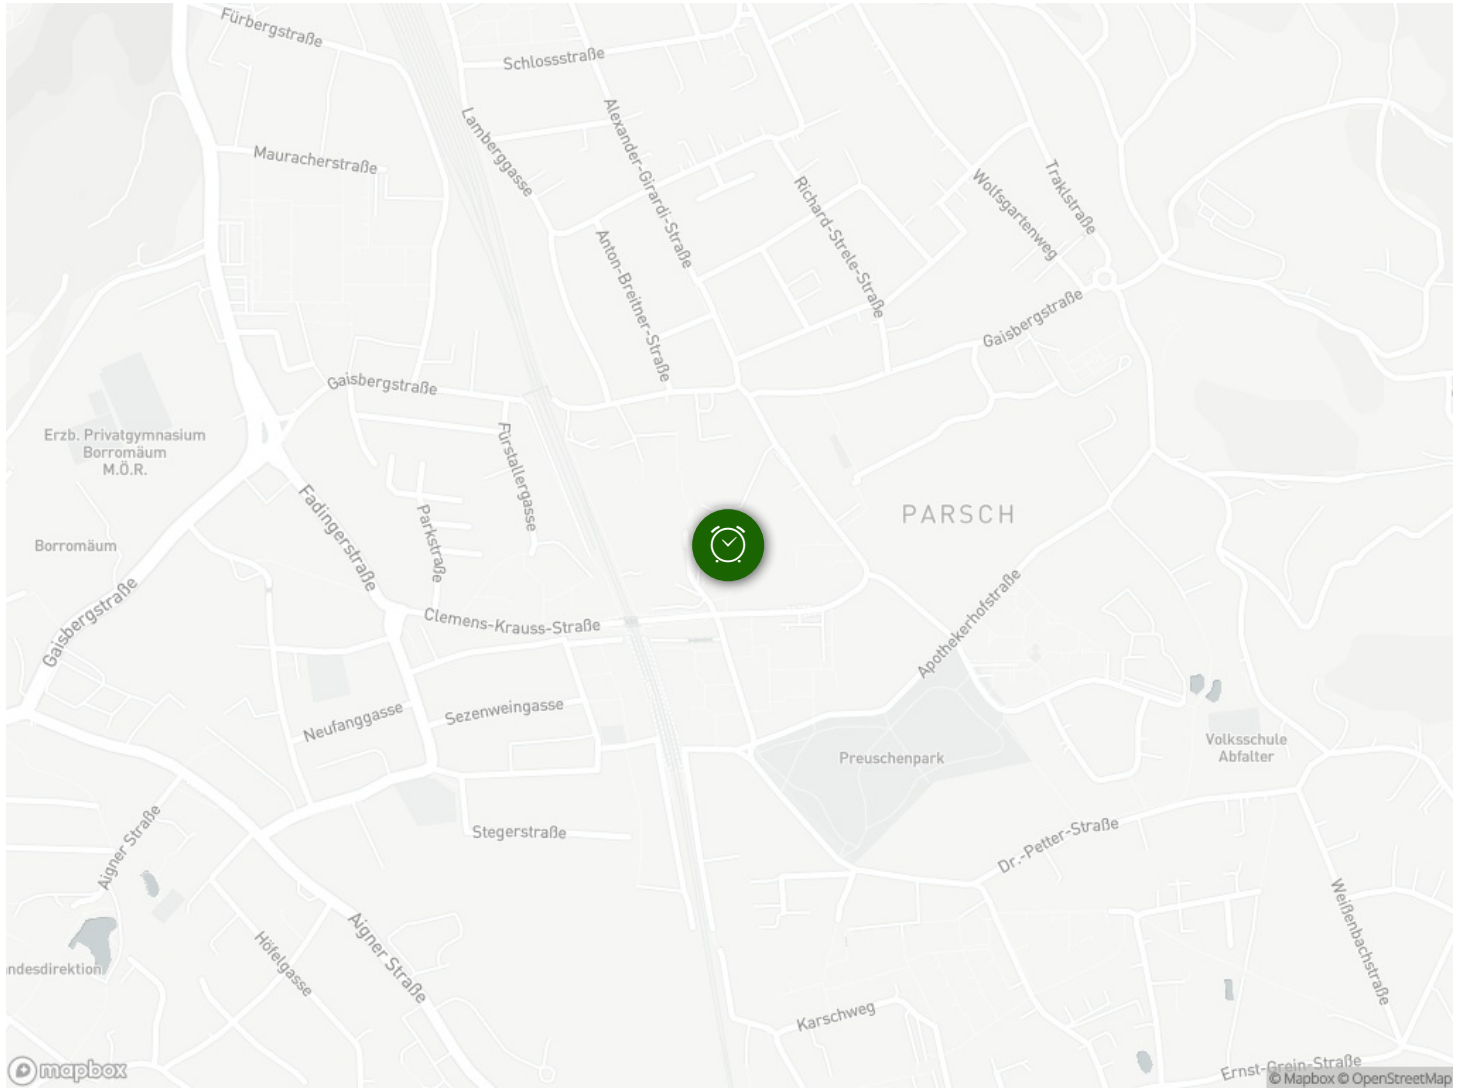 Fürbergstraße
Schlossstraße
Alexander-Girardi-Straße
Lamberggasse
Mauracherstraße
Traklstraße
Wolfsgartenweg
Richard-Strele-Straße
Anton-Breitner-Straße
Gaisbergstraße
Gaisbergstraße
Erzb. Privatgymnasium
Borromäum
M.Ö.R.
Fürstallergasse
Fadingerstraße
Parkstraße
PARSCH
Borromäum
Gaisbergstraße
Apothekerhofstraße
Clemens-Krauss-Straße
Neufanggasse
Sezenweingasse
Preuschenpark
Volksschule
Abfalter
Aigner Straße
Stegerstraße
Dr.-Petter-Straße
Weißenbachstraße
Aigner Straße
Höfelgasse
ndesdirektion
Karschweg
Ernst-Grein-Straße
mapbox
© Mapbox © OpenStreetMap